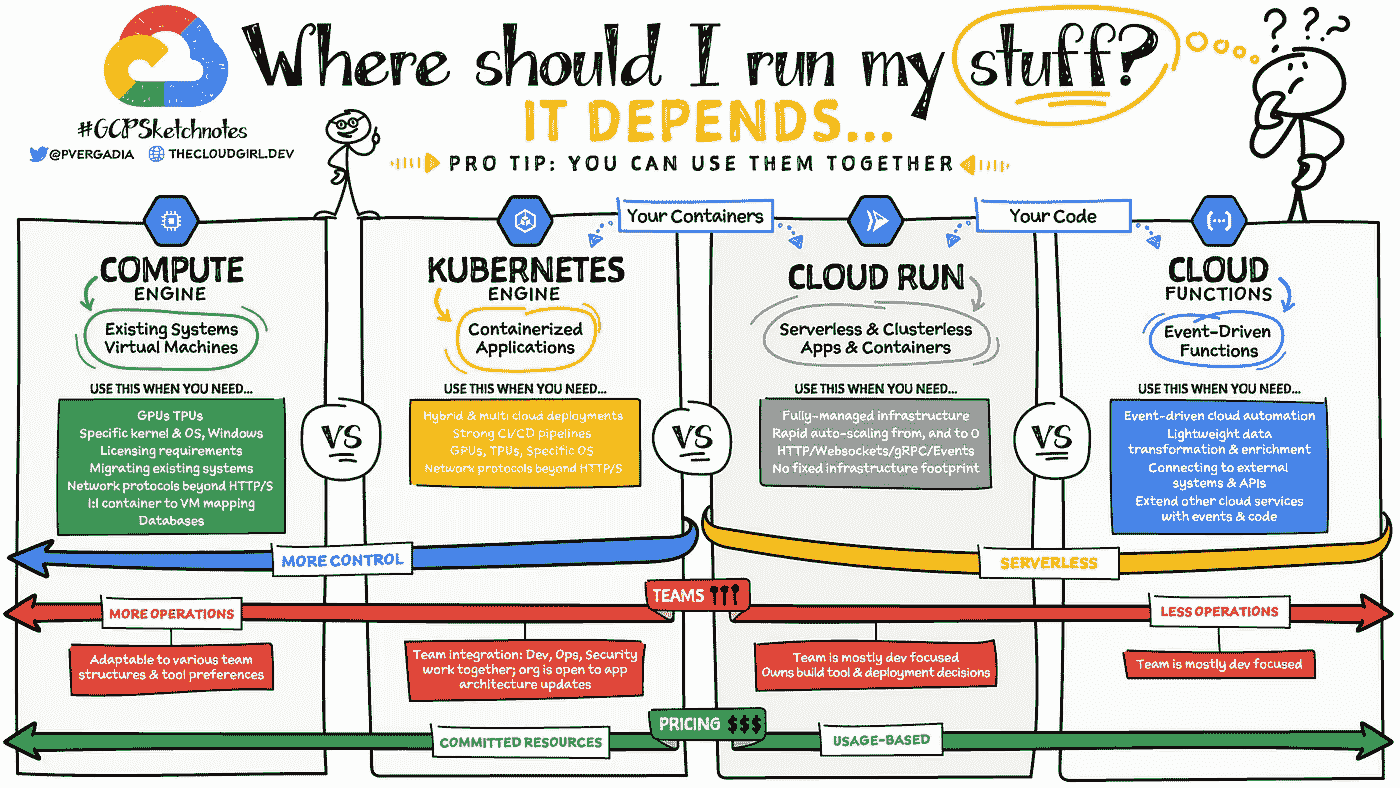 Where should I run my stuff?
IT DEPENDS...
PRO TIP: YOU CAN USE THEM TOGETHER
#GCPSketchnotes
@PVERGADIA THECLOUDGIRL.DEV
? ? ?
Your Containers
Your Code
COMPUTE
ENGINE
Existing Systems
Virtual Machines
USE THIS WHEN YOU NEED...
GPUs TPUs
Specific kernel & OS, Windows
Licensing requirements
Migrating existing systems
Network protocols beyond HTTP/S
1:1 container to VM mapping
Databases
VS
KUBERNETES
ENGINE
Containerized
Applications
USE THIS WHEN YOU NEED...
Hybrid & multi cloud deployments
Strong CI/CD pipelines
GPUs, TPUs, Specific OS
Network protocols beyond HTTP/S
VS
CLOUD RUN
Serverless & Clusterless
Apps & Containers
USE THIS WHEN YOU NEED...
Fully-managed infrastructure
Rapid auto-scaling from, and to 0
HTTP/Websockets/gRPC/Events
No fixed infrastructure footprint
VS
CLOUD
FUNCTIONS
Event-Driven
Functions
USE THIS WHEN YOU NEED...
Event-driven cloud automation
Lightweight data
transformation & enrichment
Connecting to external
systems & APIs
Extend other cloud services
with events & code
MORE CONTROL
SERVERLESS
TEAMS
MORE OPERATIONS
LESS OPERATIONS
Adaptable to various team
structures & tool preferences
Team integration: Dev, Ops, Security
work together; org is open to app
architecture updates
Team is mostly dev focused
Owns build tool & deployment decisions
Team is mostly dev focused
PRICING $$$
COMMITTED RESOURCES
USAGE-BASED